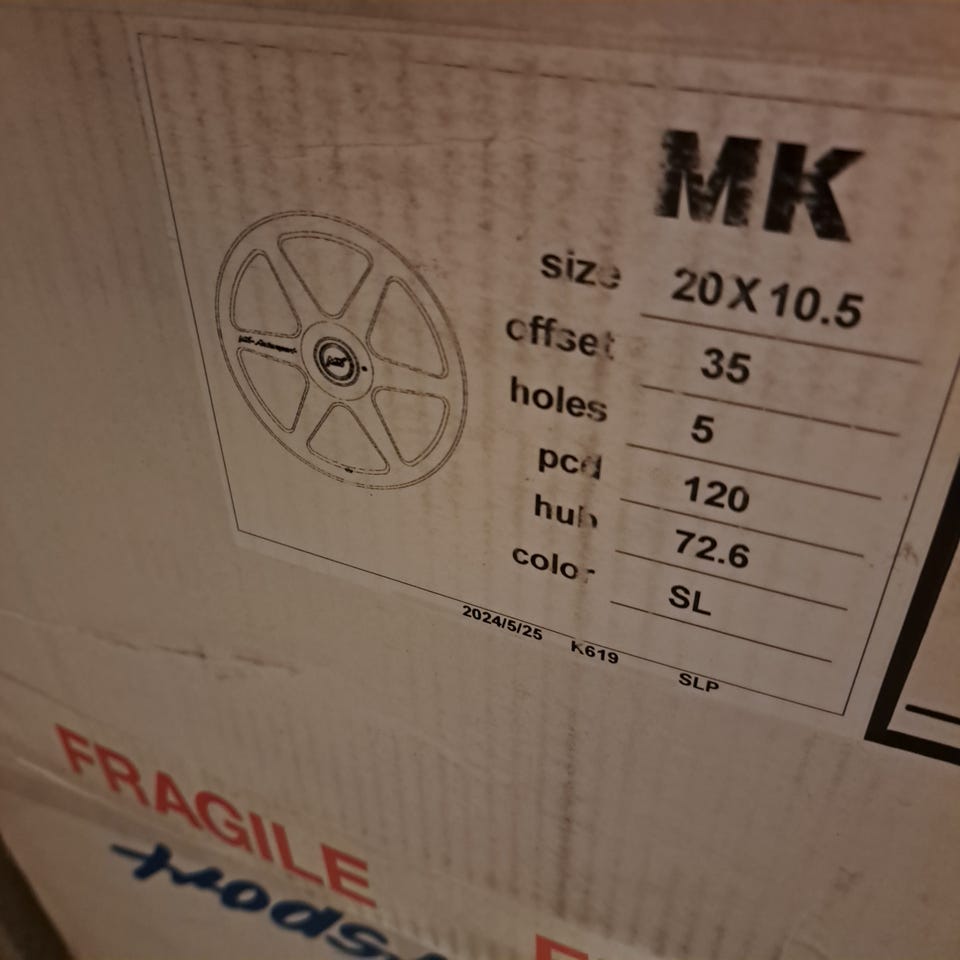 MK
size 20 X 10.5
offset 35
holes 5
pcd 120
hub 72.6
color SL
2024/5/25 K619 SLP
FRAGILE